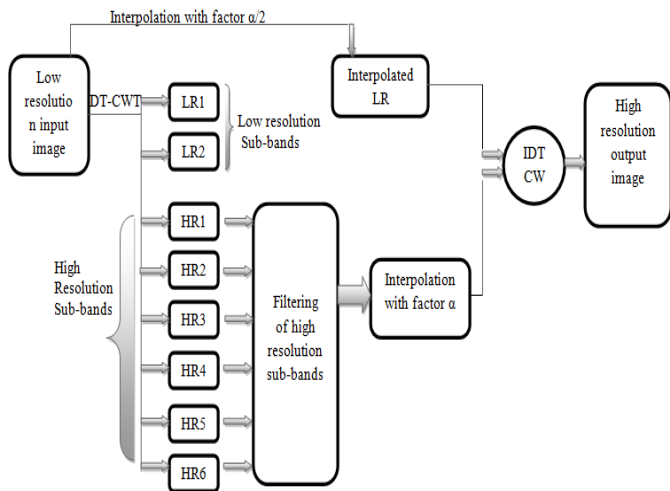 Interpolation with factor α/2
Low
resolutio
n input
image
DT-CWT
LR1
LR2
Low resolution
Sub-bands
Interpolated
LR
IDT
CW
High
resolution
output
image
High
Resolution
Sub-bands
HR1
HR2
HR3
HR4
HR5
HR6
Filtering
of high
resolution
sub-bands
Interpolation
with factor α